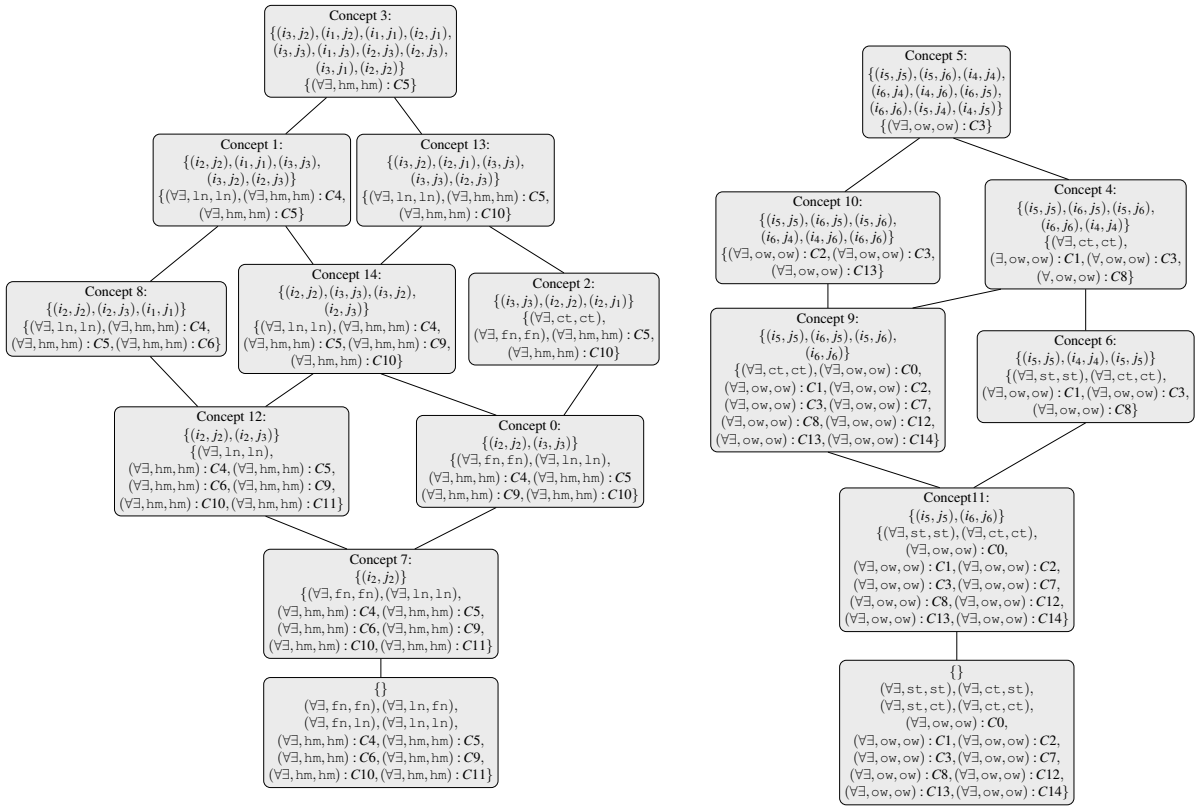 Concept 3:
{(i₃, j₂),(i₁, j₂),(i₁, j₁),(i₂, j₁),
(i₃, j₃),(i₁, j₃),(i₂, j₃),(i₂, j₃),
(i₃, j₁),(i₂, j₂)}
{(∀∃,hm,hm) : C5}
Concept 1:
{(i₂, j₂),(i₁, j₁),(i₃, j₃),
(i₃, j₂),(i₂, j₃)}
{(∀∃,ln,ln),(∀∃,hm,hm) : C4,
(∀∃,hm,hm) : C5}
Concept 13:
{(i₃, j₂),(i₂, j₁),(i₃, j₃),
(i₃, j₃),(i₂, j₃)}
{(∀∃,ln,ln),(∀∃,hm,hm) : C5,
(∀∃,hm,hm) : C10}
Concept 8:
{(i₂, j₂),(i₂, j₃),(i₁, j₁)}
{(∀∃,ln,ln),(∀∃,hm,hm) : C4,
(∀∃,hm,hm) : C5,(∀∃,hm,hm) : C6}
Concept 14:
{(i₂, j₂),(i₃, j₃),(i₃, j₂),
(i₂, j₃)}
{(∀∃,ln,ln),(∀∃,hm,hm) : C4,
(∀∃,hm,hm) : C5,(∀∃,hm,hm) : C9,
(∀∃,hm,hm) : C10}
Concept 2:
{(i₃, j₃),(i₂, j₂),(i₂, j₁)}
{(∀∃,ct,ct),
(∀∃,fn,fn),(∀∃,hm,hm) : C5,
(∀∃,hm,hm) : C10}
Concept 12:
{(i₂, j₂),(i₂, j₃)}
{(∀∃,ln,ln),
(∀∃,hm,hm) : C4,(∀∃,hm,hm) : C5,
(∀∃,hm,hm) : C6,(∀∃,hm,hm) : C9,
(∀∃,hm,hm) : C10,(∀∃,hm,hm) : C11}
Concept 0:
{(i₂, j₂),(i₃, j₃)}
{(∀∃,fn,fn),(∀∃,ln,ln),
(∀∃,hm,hm) : C4,(∀∃,hm,hm) : C5
(∀∃,hm,hm) : C9,(∀∃,hm,hm) : C10}
Concept 7:
{(i₂, j₂)}
{(∀∃,fn,fn),(∀∃,ln,ln),
(∀∃,hm,hm) : C4,(∀∃,hm,hm) : C5,
(∀∃,hm,hm) : C6,(∀∃,hm,hm) : C9,
(∀∃,hm,hm) : C10,(∀∃,hm,hm) : C11}
{}
(∀∃,fn,fn),(∀∃,ln,fn),
(∀∃,fn,ln),(∀∃,ln,ln),
(∀∃,hm,hm) : C4,(∀∃,hm,hm) : C5,
(∀∃,hm,hm) : C6,(∀∃,hm,hm) : C9,
(∀∃,hm,hm) : C10,(∀∃,hm,hm) : C11}
Concept 5:
{(i₅, j₅),(i₅, j₆),(i₄, j₄),
(i₆, j₄),(i₄, j₆),(i₆, j₅),
(i₆, j₆),(i₅, j₄),(i₄, j₅)}
{(∀∃,ow,ow) : C3}
Concept 10:
{(i₅, j₅),(i₆, j₅),(i₅, j₆),
(i₆, j₄),(i₄, j₆),(i₆, j₆)}
{(∀∃,ow,ow) : C2,(∀∃,ow,ow) : C3,
(∀∃,ow,ow) : C13}
Concept 4:
{(i₅, j₅),(i₆, j₅),(i₅, j₆),
(i₆, j₆),(i₄, j₄)}
{(∀∃,ct,ct),
(∃,ow,ow) : C1,(∀,ow,ow) : C3,
(∀,ow,ow) : C8}
Concept 9:
{(i₅, j₅),(i₆, j₅),(i₅, j₆),
(i₆, j₆)}
{(∀∃,ct,ct),(∀∃,ow,ow) : C0,
(∀∃,ow,ow) : C1,(∀∃,ow,ow) : C2,
(∀∃,ow,ow) : C3,(∀∃,ow,ow) : C7,
(∀∃,ow,ow) : C8,(∀∃,ow,ow) : C12,
(∀∃,ow,ow) : C13,(∀∃,ow,ow) : C14}
Concept 6:
{(i₅, j₅),(i₄, j₄),(i₅, j₅)}
{(∀∃,st,st),(∀∃,ct,ct),
(∀∃,ow,ow) : C1,(∀∃,ow,ow) : C3,
(∀∃,ow,ow) : C8}
Concept11:
{(i₅, j₅),(i₆, j₆)}
{(∀∃,st,st),(∀∃,ct,ct),
(∀∃,ow,ow) : C0,
(∀∃,ow,ow) : C1,(∀∃,ow,ow) : C2,
(∀∃,ow,ow) : C3,(∀∃,ow,ow) : C7,
(∀∃,ow,ow) : C8,(∀∃,ow,ow) : C12,
(∀∃,ow,ow) : C13,(∀∃,ow,ow) : C14}
{}
(∀∃,st,st),(∀∃,ct,st),
(∀∃,st,ct),(∀∃,ct,ct),
(∀∃,ow,ow) : C0,
(∀∃,ow,ow) : C1,(∀∃,ow,ow) : C2,
(∀∃,ow,ow) : C3,(∀∃,ow,ow) : C7,
(∀∃,ow,ow) : C8,(∀∃,ow,ow) : C12,
(∀∃,ow,ow) : C13,(∀∃,ow,ow) : C14}